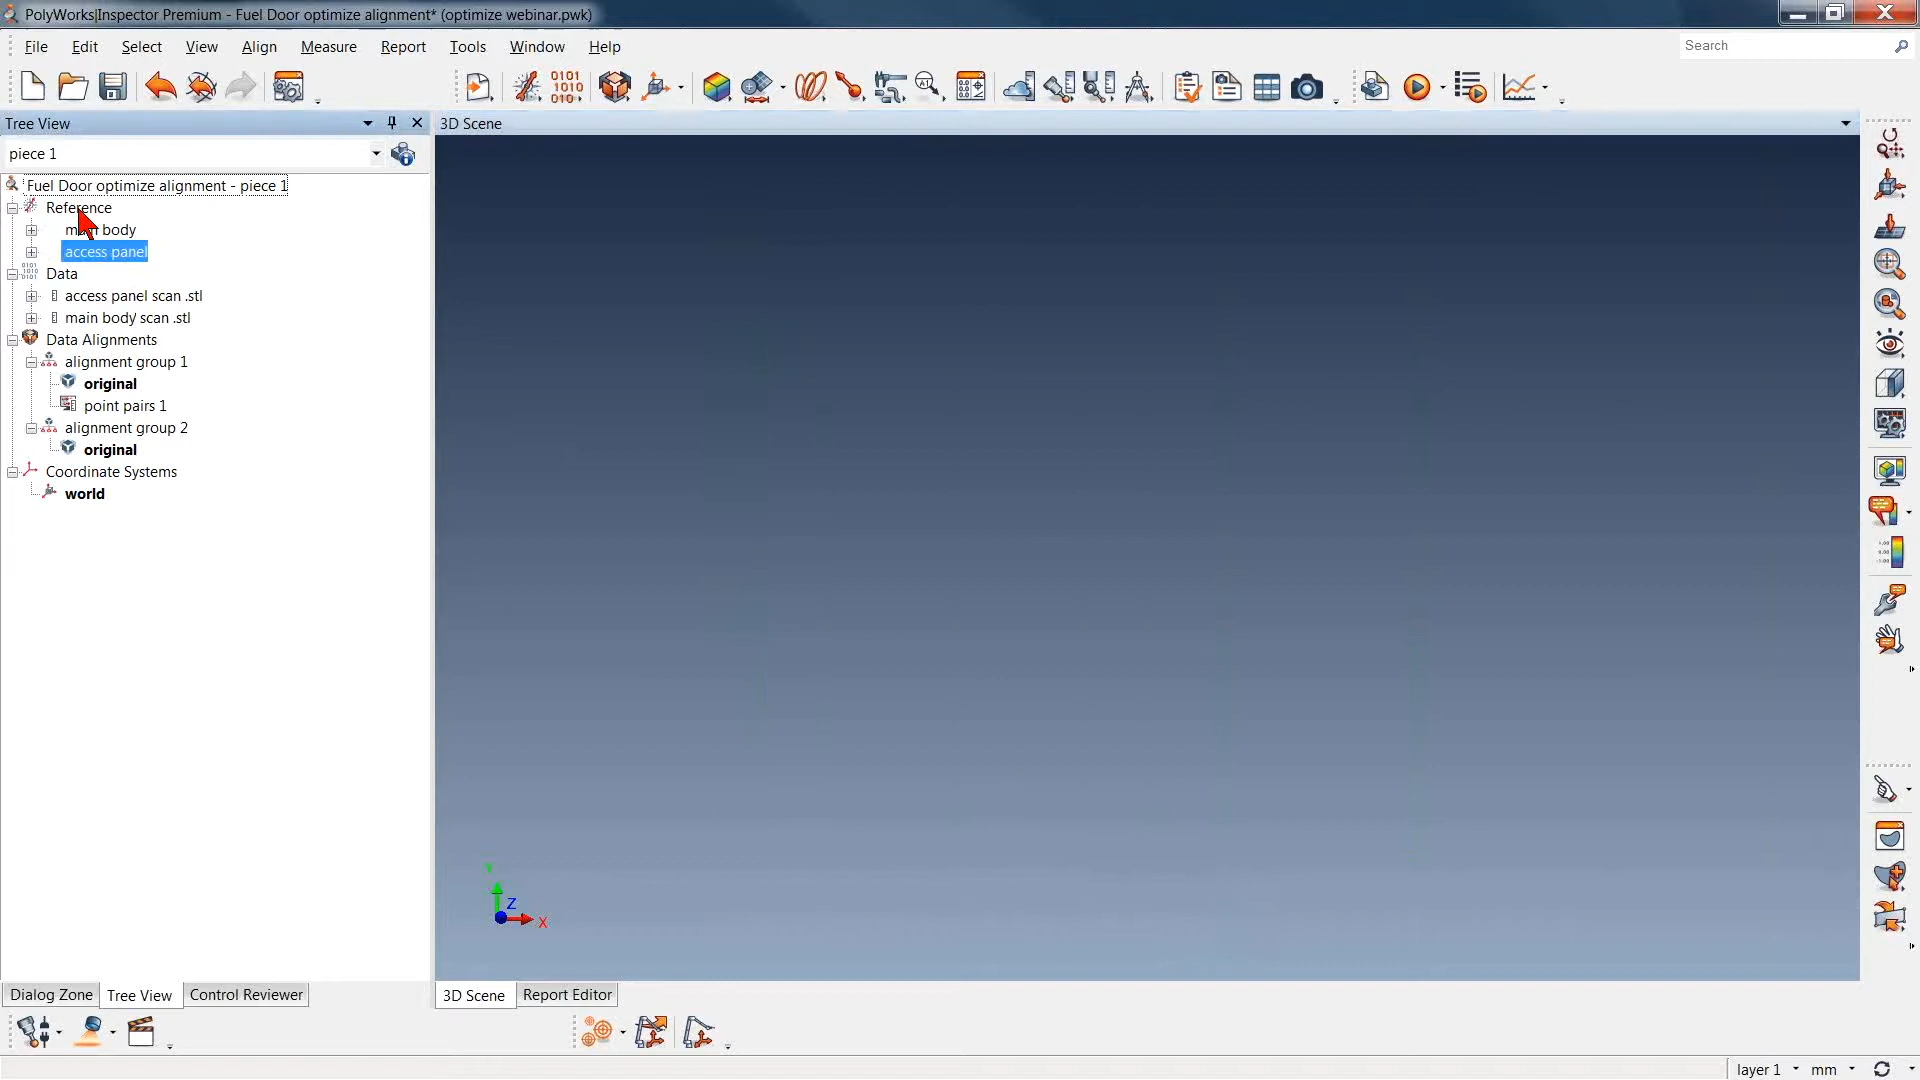 PolyWorks|Inspector Premium - Fuel Door optimize alignment* (optimize webinar.pwk)
File Edit Select View Align Measure Report Tools Window Help
Search
Tree View
3D Scene
piece 1
Fuel Door optimize alignment - piece 1
Reference
main body
access panel
Data
access panel scan .stl
main body scan .stl
Data Alignments
alignment group 1
original
point pairs 1
alignment group 2
original
Coordinate Systems
world
Y
Z
X
Dialog Zone Tree View Control Reviewer
3D Scene Report Editor
layer 1 mm